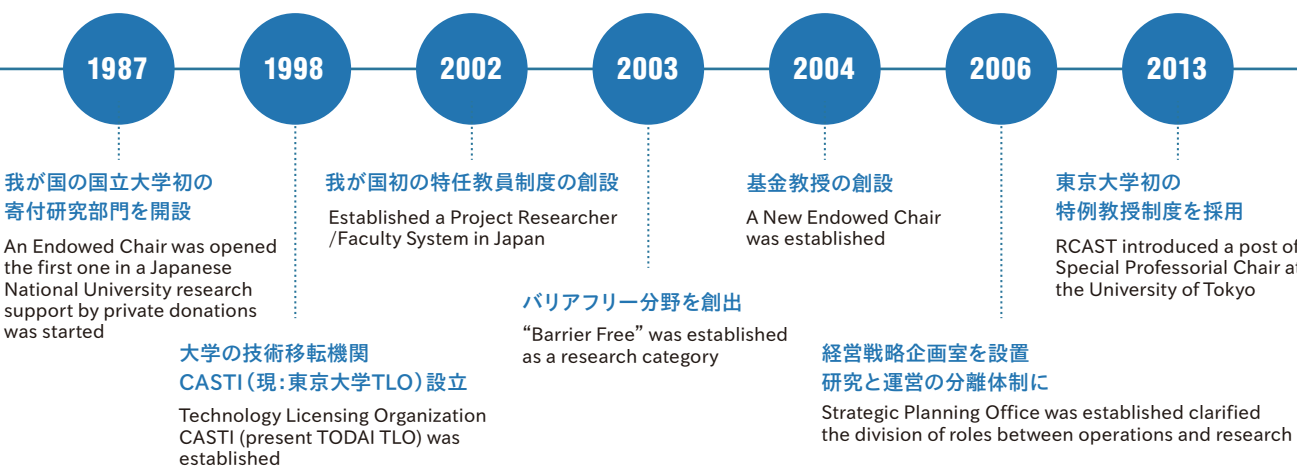 1987
1998
2002
2003
2004
2006
2013
我が国の国立大学初の
寄付研究部門を開設
An Endowed Chair was opened
the first one in a Japanese
National University research
support by private donations
was started
大学の技術移転機関
CASTI（現：東京大学TLO）設立
Technology Licensing Organization
CASTI (present TODAI TLO) was
established
我が国初の特任教員制度の創設
Established a Project Researcher
/Faculty System in Japan
バリアフリー分野を創出
“Barrier Free” was established
as a research category
基金教授の創設
A New Endowed Chair
was established
経営戦略企画室を設置
研究と運営の分離体制に
Strategic Planning Office was established clarified
the division of roles between operations and research
東京大学初の
特例教授制度を採用
RCAST introduced a post of
Special Professorial Chair at
the University of Tokyo